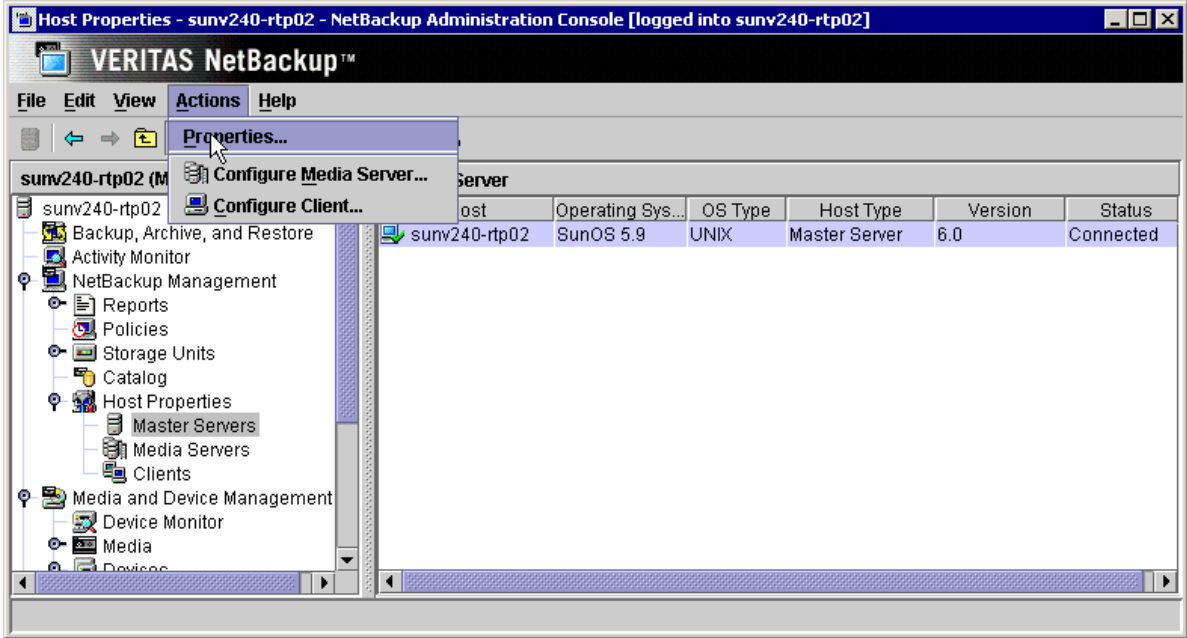 Host Properties - sunv240-rtp02 - NetBackup Administration Console [logged into sunv240-rtp02]
VERITAS NetBackup™
File Edit View Actions Help
Properties...
Configure Media Server...
Configure Client...
sunv240-rtp02 (M
Server
sunv240-rtp02
Backup, Archive, and Restore
Activity Monitor
NetBackup Management
Reports
Policies
Storage Units
Catalog
Host Properties
Master Servers
Media Servers
Clients
Media and Device Management
Device Monitor
Media
Devices
ost Operating Sys... OS Type Host Type Version Status
sunv240-rtp02 SunOS 5.9 UNIX Master Server 6.0 Connected